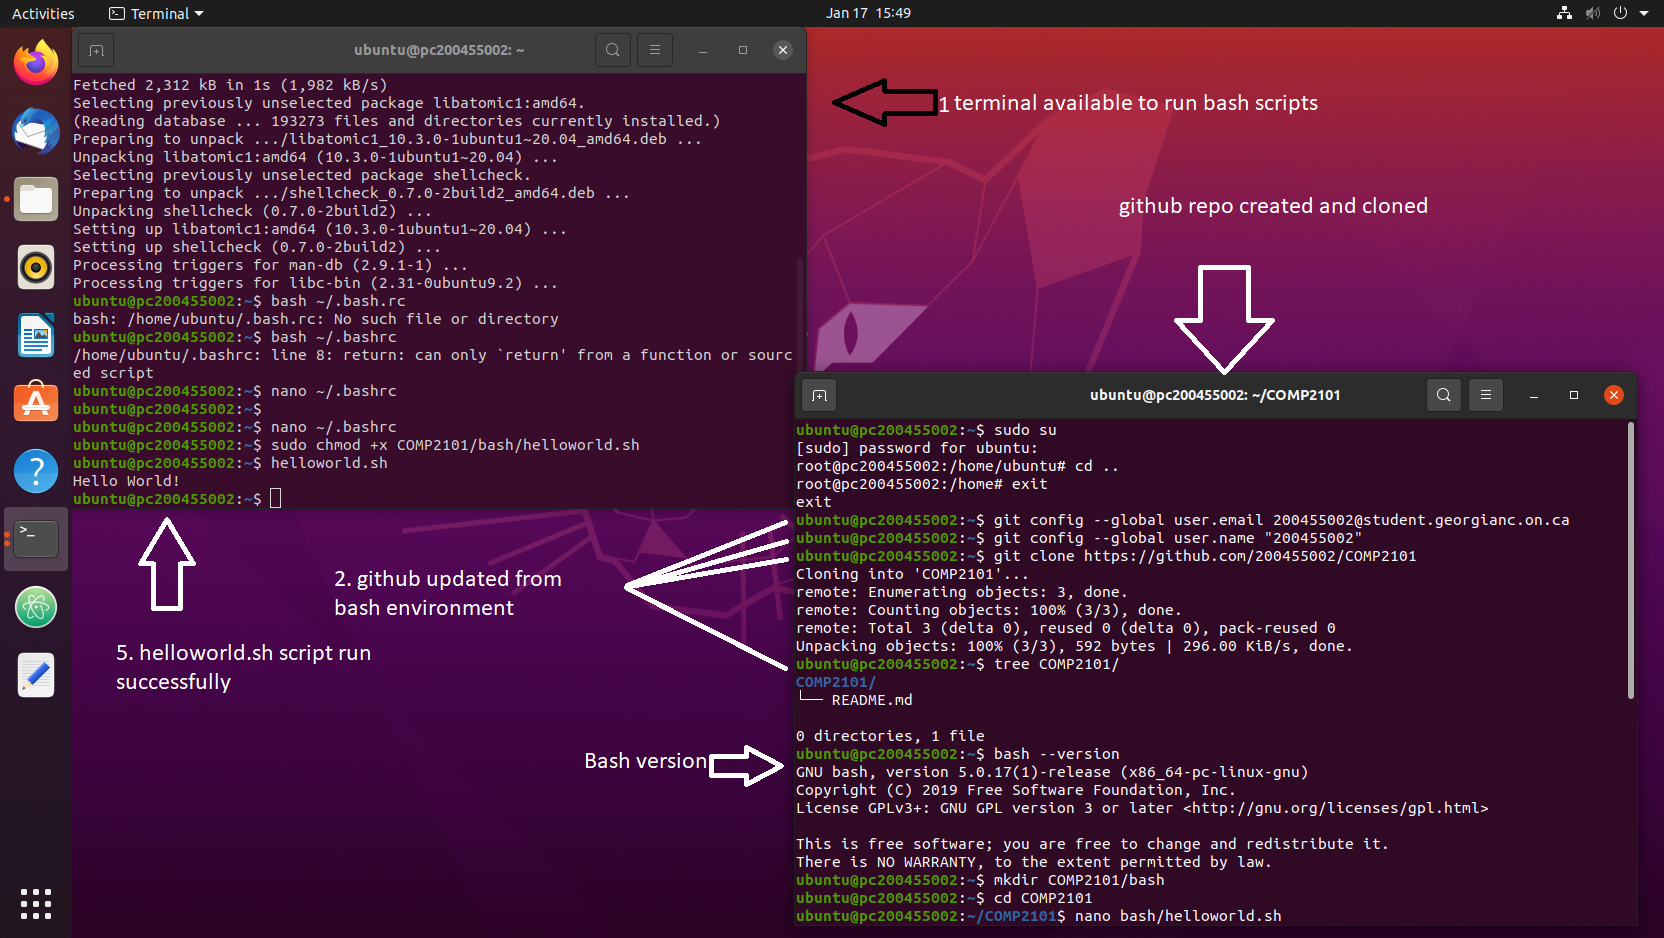 Activities
Terminal
Jan 17 15:49
ubuntu@pc200455002: ~
Fetched 2,312 kB in 1s (1,982 kB/s)
Selecting previously unselected package libatomic1:amd64.
(Reading database ... 193273 files and directories currently installed.)
Preparing to unpack .../libatomic1_10.3.0-1ubuntu1~20.04_amd64.deb ...
Unpacking libatomic1:amd64 (10.3.0-1ubuntu1~20.04) ...
Selecting previously unselected package shellcheck.
Preparing to unpack .../shellcheck_0.7.0-2build2_amd64.deb ...
Unpacking shellcheck (0.7.0-2build2) ...
Setting up libatomic1:amd64 (10.3.0-1ubuntu1~20.04) ...
Setting up shellcheck (0.7.0-2build2) ...
Processing triggers for man-db (2.9.1-1) ...
Processing triggers for libc-bin (2.31-0ubuntu9.2) ...
ubuntu@pc200455002:~$ bash ~/.bash.rc
bash: /home/ubuntu/.bash.rc: No such file or directory
ubuntu@pc200455002:~$ bash ~/.bashrc
/home/ubuntu/.bashrc: line 8: return: can only `return' from a function or sourc
ed script
ubuntu@pc200455002:~$ nano ~/.bashrc
ubuntu@pc200455002:~$
ubuntu@pc200455002:~$ nano ~/.bashrc
ubuntu@pc200455002:~$ sudo chmod +x COMP2101/bash/helloworld.sh
ubuntu@pc200455002:~$ helloworld.sh
Hello World!
ubuntu@pc200455002:~$
1 terminal available to run bash scripts
github repo created and cloned
2. github updated from
bash environment
5. helloworld.sh script run
successfully
Bash version
ubuntu@pc200455002: ~/COMP2101
ubuntu@pc200455002:~$ sudo su
[sudo] password for ubuntu:
root@pc200455002:/home/ubuntu# cd ..
root@pc200455002:/home# exit
exit
ubuntu@pc200455002:~$ git config --global user.email 200455002@student.georgianc.on.ca
ubuntu@pc200455002:~$ git config --global user.name "200455002"
ubuntu@pc200455002:~$ git clone https://github.com/200455002/COMP2101
Cloning into 'COMP2101'...
remote: Enumerating objects: 3, done.
remote: Counting objects: 100% (3/3), done.
remote: Total 3 (delta 0), reused 0 (delta 0), pack-reused 0
Unpacking objects: 100% (3/3), 592 bytes | 296.00 KiB/s, done.
ubuntu@pc200455002:~$ tree COMP2101/
COMP2101/
└── README.md
0 directories, 1 file
ubuntu@pc200455002:~$ bash --version
GNU bash, version 5.0.17(1)-release (x86_64-pc-linux-gnu)
Copyright (C) 2019 Free Software Foundation, Inc.
License GPLv3+: GNU GPL version 3 or later <http://gnu.org/licenses/gpl.html>
This is free software; you are free to change and redistribute it.
There is NO WARRANTY, to the extent permitted by law.
ubuntu@pc200455002:~$ mkdir COMP2101/bash
ubuntu@pc200455002:~$ cd COMP2101
ubuntu@pc200455002:~/COMP2101$ nano bash/helloworld.sh